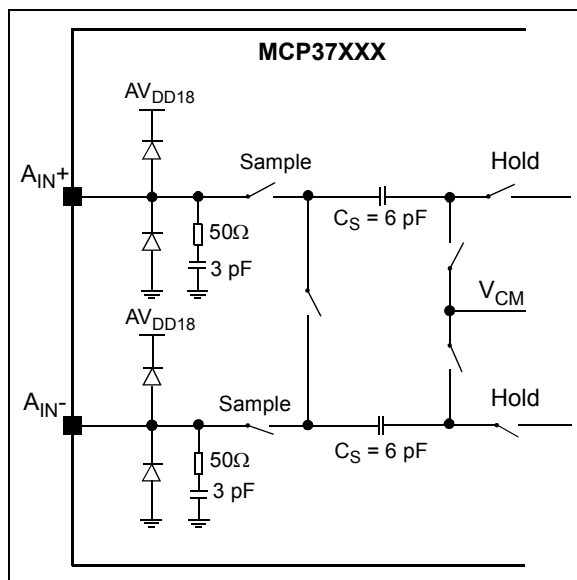 MCP37XXX
AVDD18
AIN+
Sample
Hold
CS = 6 pF
50Ω
3 pF
VCM
AVDD18
AIN-
Sample
Hold
CS = 6 pF
50Ω
3 pF